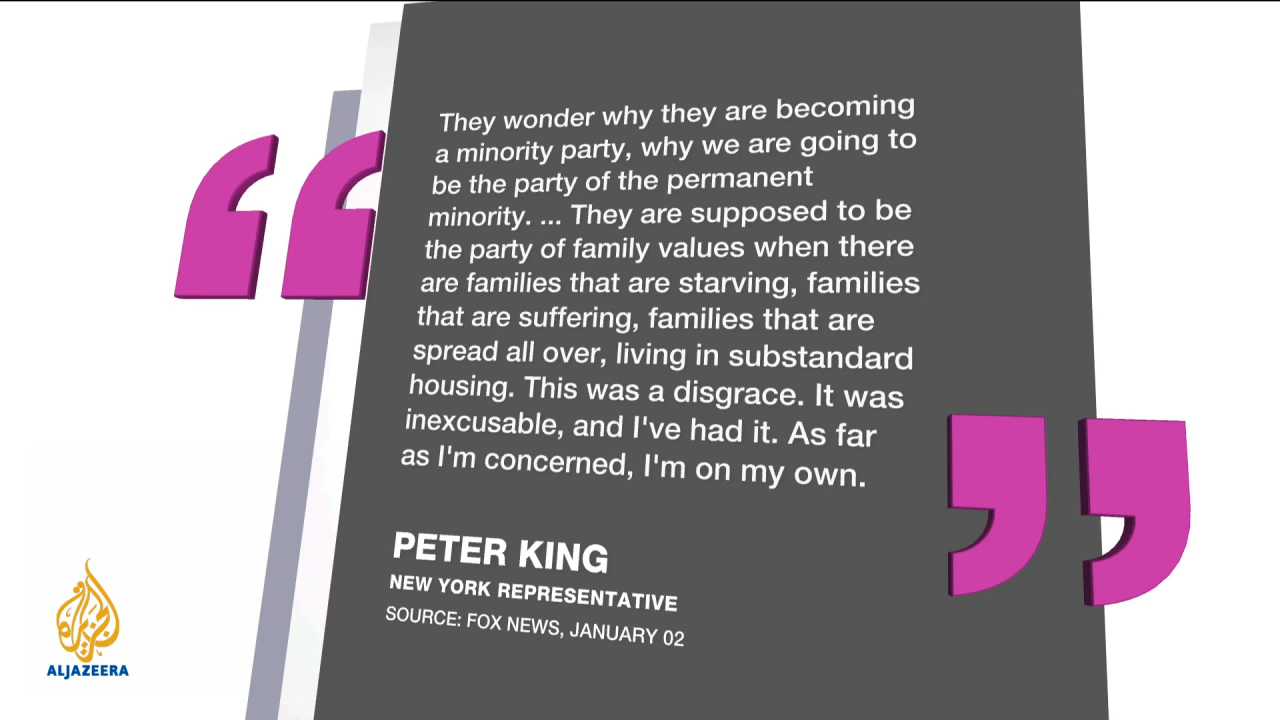 They wonder why they are becoming
a minority party, why we are going to
be the party of the permanent
minority. ... They are supposed to be
the party of family values when there
are families that are starving, families
that are suffering, families that are
spread all over, living in substandard
housing. This was a disgrace. It was
inexcusable, and I've had it. As far
as I'm concerned, I'm on my own.
PETER KING
NEW YORK REPRESENTATIVE
SOURCE: FOX NEWS, JANUARY 02
ALJAZEERA